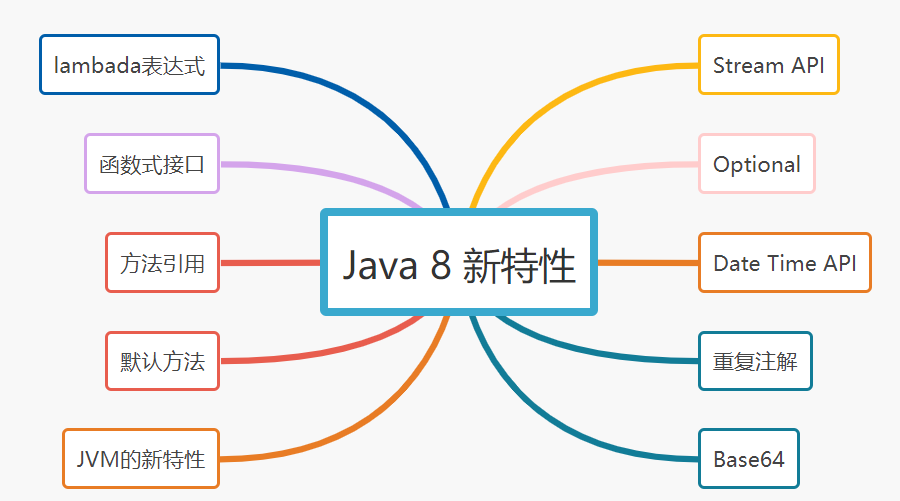 lambada表达式
函数式接口
方法引用
默认方法
JVM的新特性
Java 8 新特性
Stream API
Optional
Date Time API
重复注解
Base64